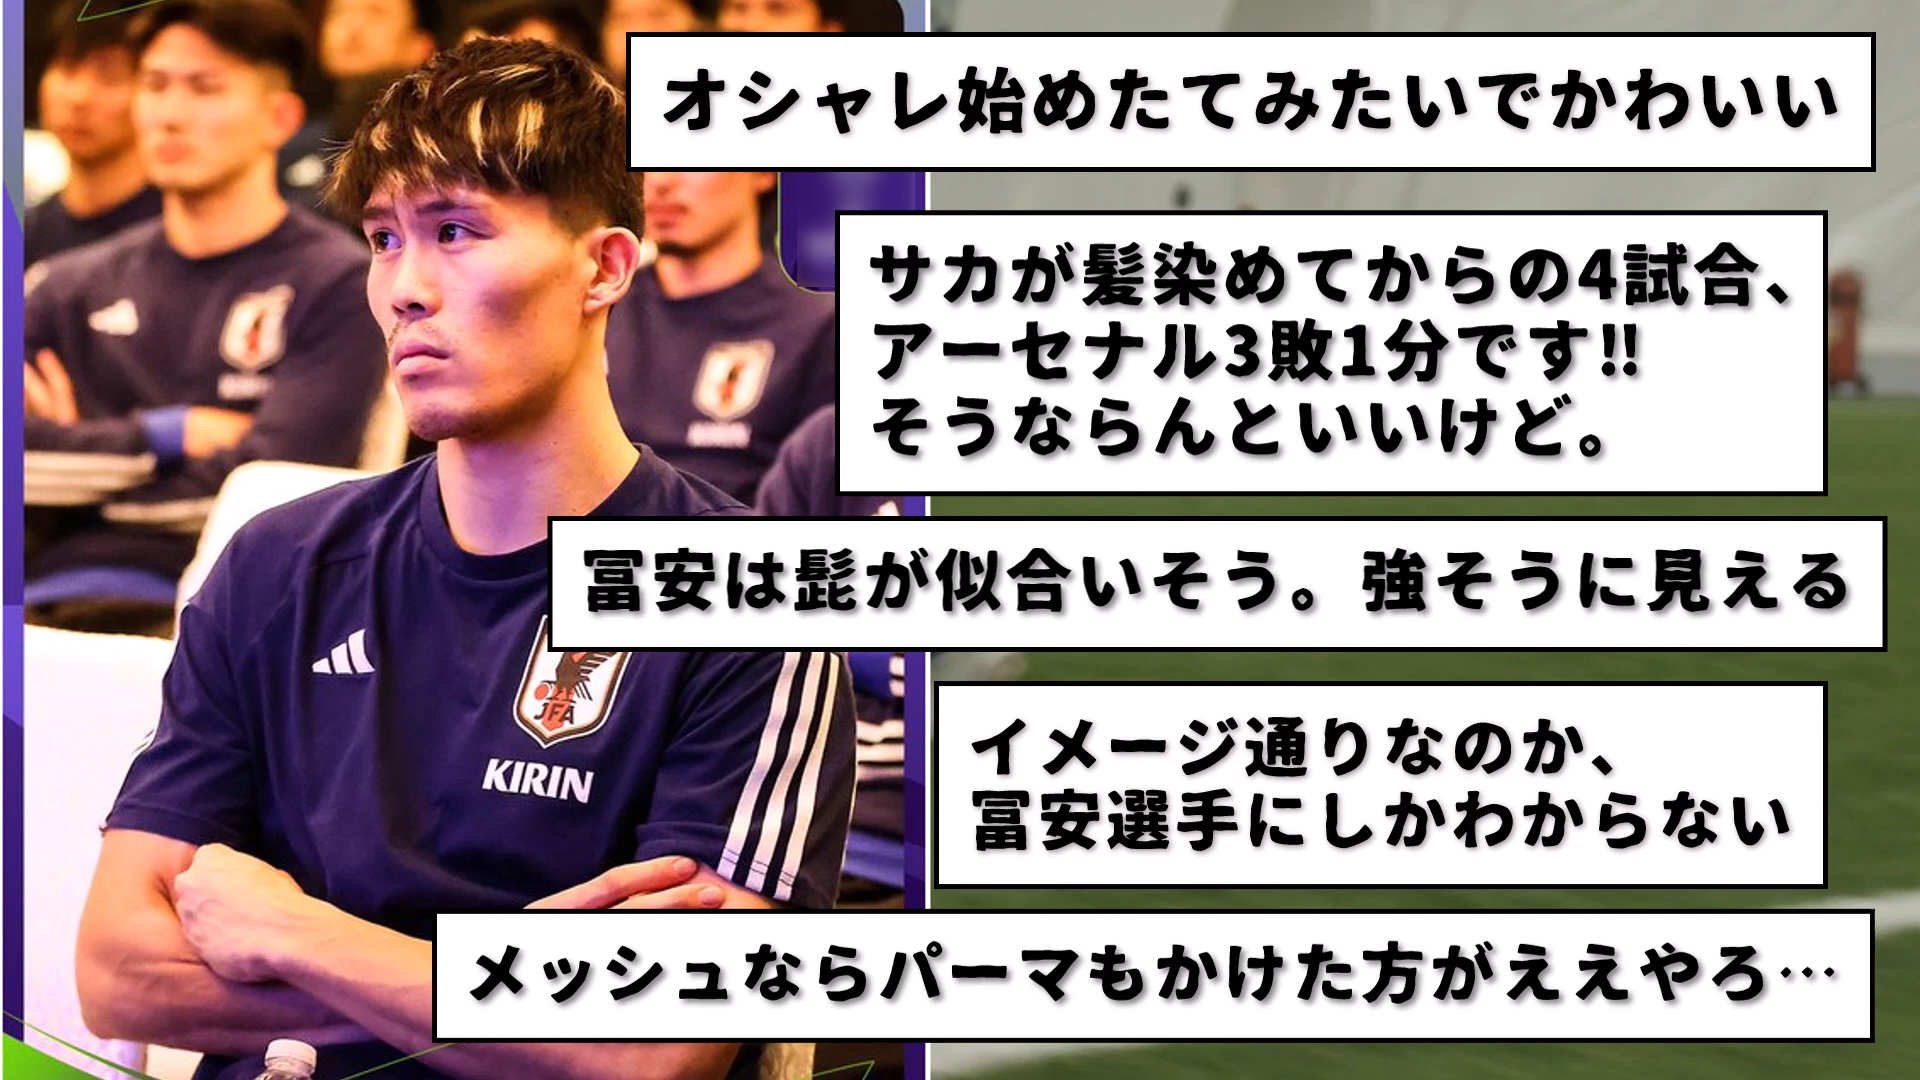 オシャレ始めたてみたいでかわいい
サカが髪染めてからの4試合、
アーセナル3敗1分です!!
そうならんといいけど。
冨安は髭が似合いそう。強そうに見える
JFA
KIRIN
イメージ通りなのか、
冨安選手にしかわからない
メッシュならパーマもかけた方がええやろ…